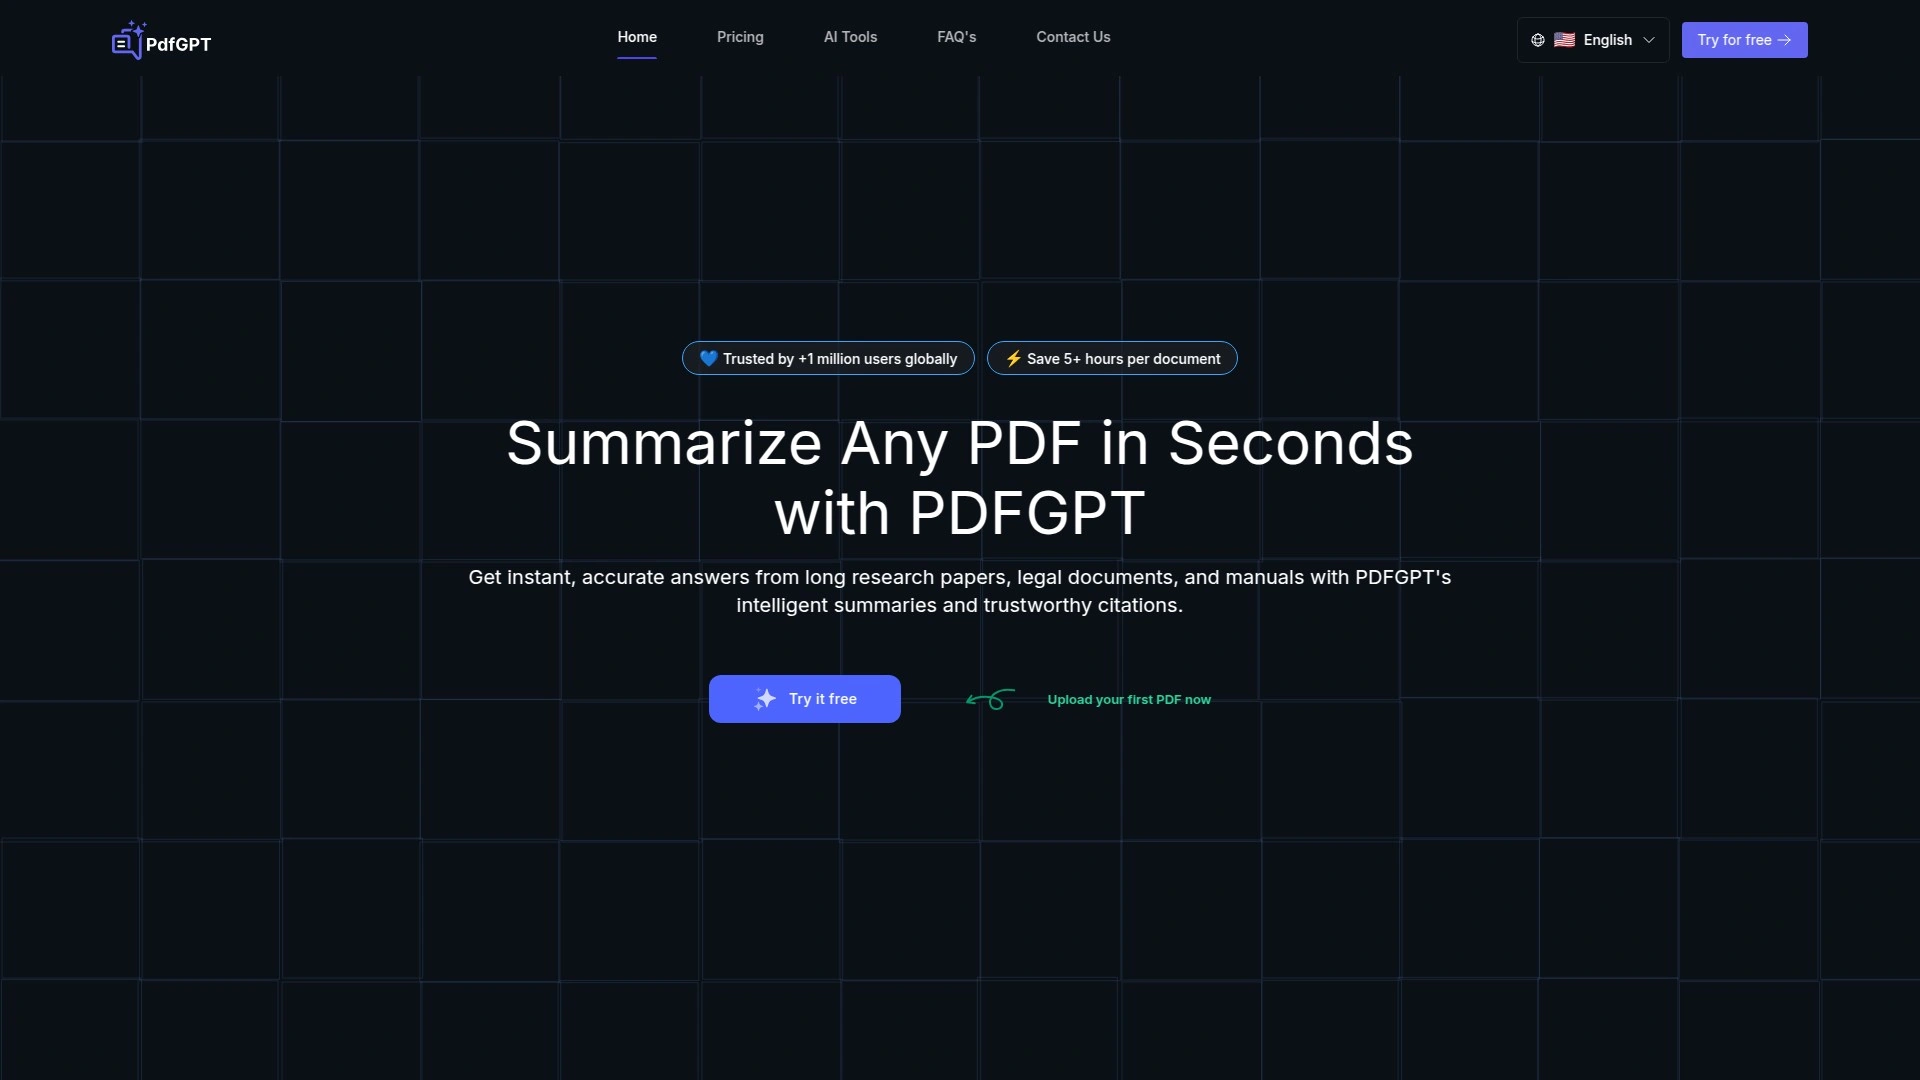 PdfGPT
Home
Pricing
AI Tools
FAQ's
Contact Us
English
Try for free
Trusted by +1 million users globally
Save 5+ hours per document
Summarize Any PDF in Seconds
with PDFGPT
Get instant, accurate answers from long research papers, legal documents, and manuals with PDFGPT's
intelligent summaries and trustworthy citations.
Try it free
Upload your first PDF now